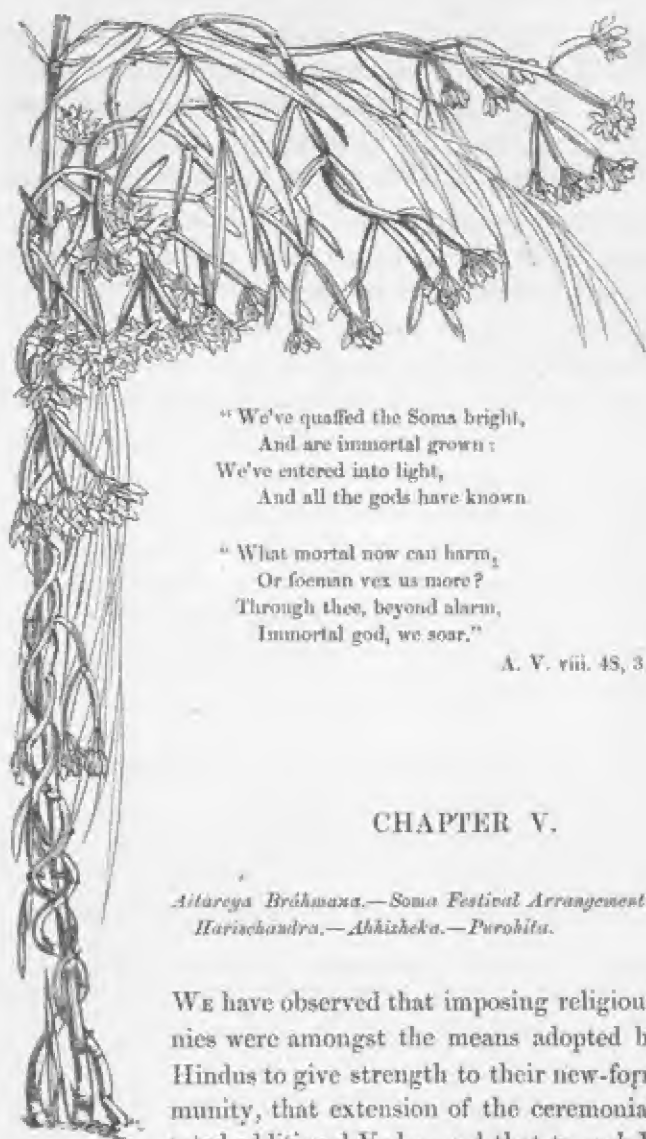 "We've quaffed the Soma bright,
And are immortal grown:
We've entered into light,
And all the gods have known
"What mortal now can harm,
Or foeman vex us more?
Through thee, beyond alarm,
Immortal god, we soar."
A. V. viii. 48, 3
CHAPTER V.
Aitareya Bráhmana.—Soma Festival Arrangement
Harischandra.—Abhisheka.—Purohita.
WE have observed that imposing religiou
nies were amongst the means adopted b
Hindus to give strength to their new-for
munity, that extension of the ceremonia